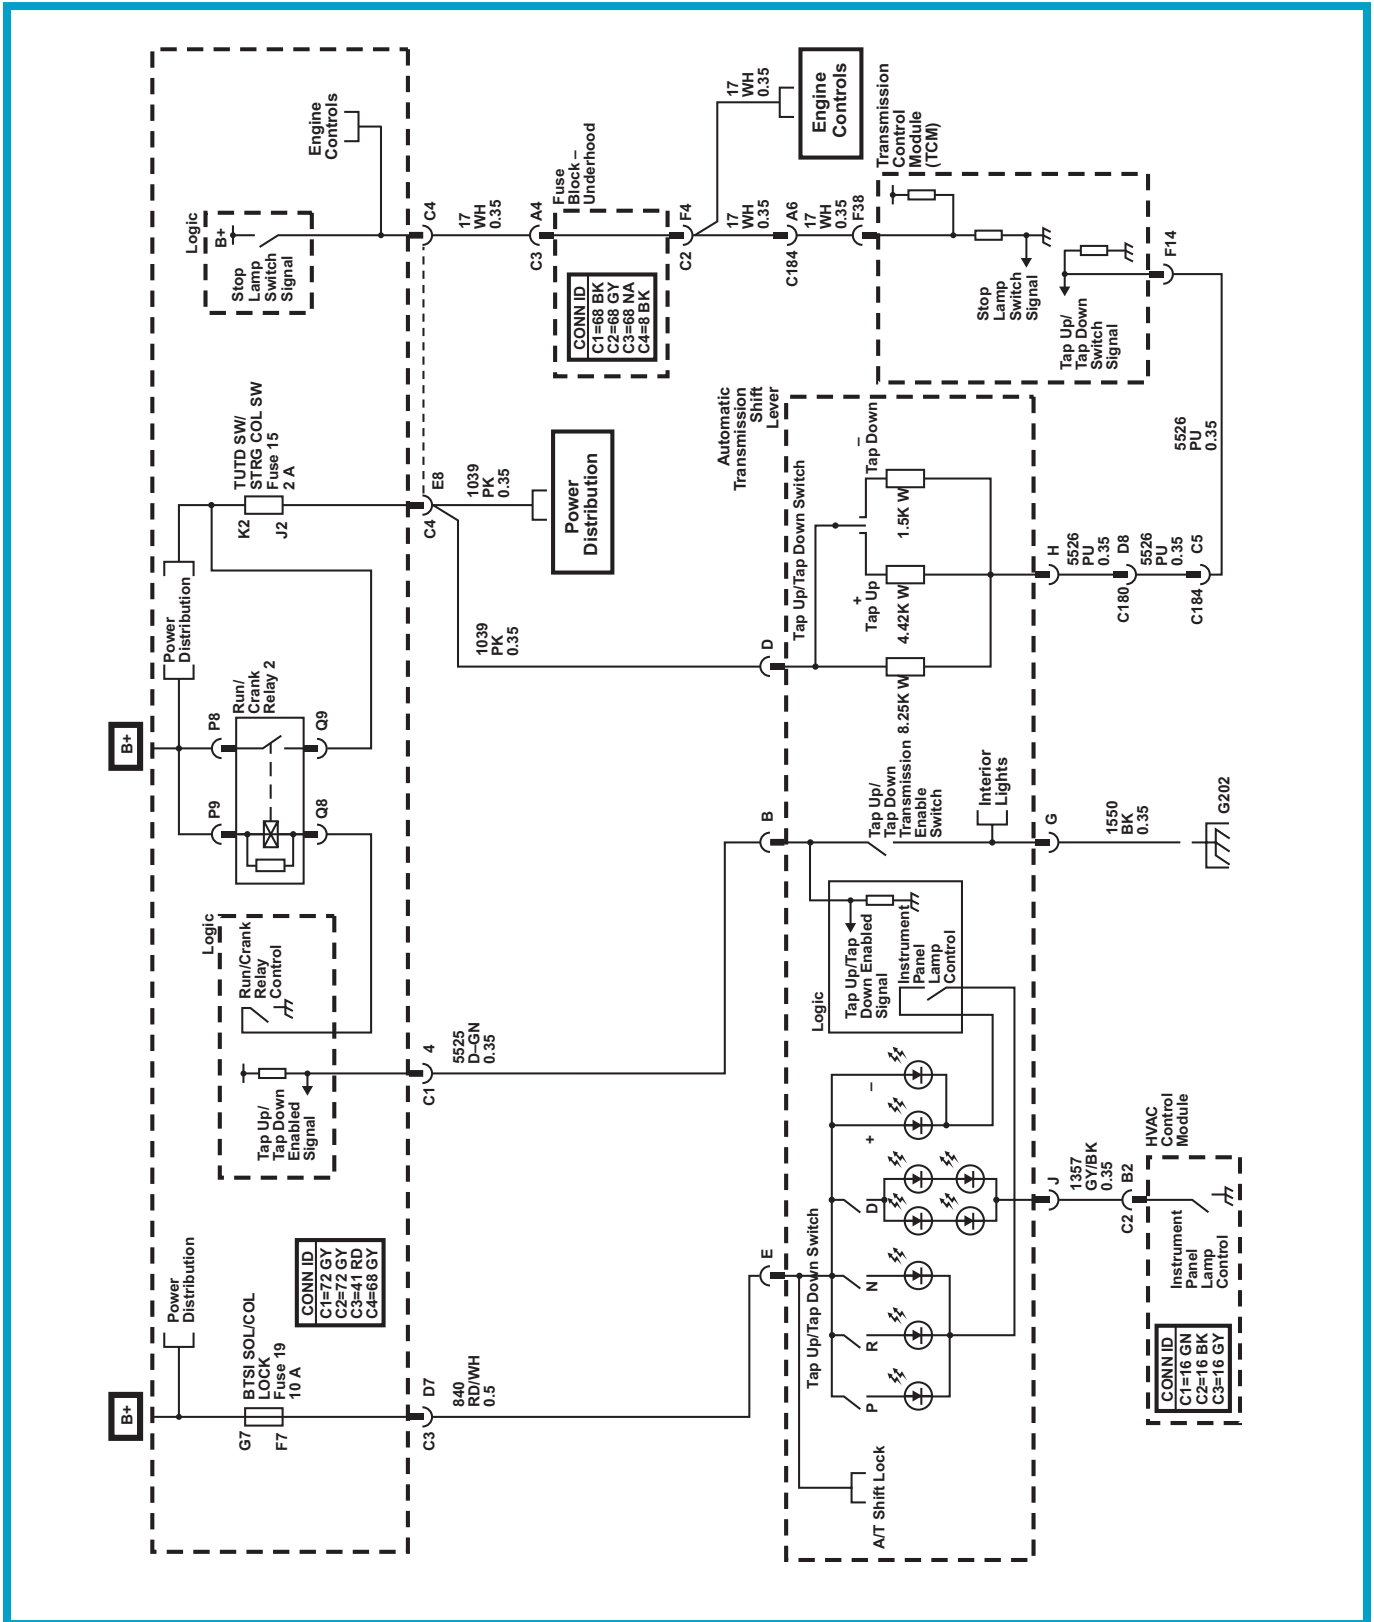 B+
Power
Distribution
BTSI SOL/COL
LOCK
Fuse 19
10 A
G7
F7
CONN ID
C1=72 GY
C2=72 GY
C3=41 RD
C4=68 GY
C3
D7
840
RD/WH
0.5
Logic
Run/Crank
Relay
Control
Tap Up/
Tap Down
Enabled
Signal
C1
4
5525
D–GN
0.35
B+
P9
P8
Run/
Crank
Relay 2
Q8
Q9
Power
Distribution
TUTD SW/
STRG COL SW
Fuse 15
2 A
K2
J2
C4
E8
1039
PK
0.35
1039
PK
0.35
Power
Distribution
Logic
B+
Stop
Lamp
Switch
Signal
Engine
Controls
C4
17
WH
0.35
C3
A4
Fuse
Block –
Underhood
CONN ID
C1=68 BK
C2=68 GY
C3=68 NA
C4=8 BK
C2
F4
17
WH
0.35
Engine
Controls
17
WH
0.35
C184
A6
17
WH
0.35
F38
Transmission
Control
Module
(TCM)
Stop
Lamp
Switch
Signal
Tap Up/
Tap Down
Switch
Signal
F14
5526
PU
0.35
Automatic
Transmission
Shift
Lever
D
Tap Up/Tap Down Switch
+
Tap Up
–
Tap Down
8.25K W
4.42K W
1.5K W
H
5526
PU
0.35
C180
D8
5526
PU
0.35
C184
C5
B
Tap Up/
Tap Down
Transmission
Enable
Switch
Interior
Lights
G
1550
BK
0.35
G202
Logic
Tap Up/Tap
Down Enabled
Signal
Instrument
Panel
Lamp
Control
E
Tap Up/Tap Down Switch
P
R
N
D
+
–
A/T Shift Lock
J
1357
GY/BK
0.35
C2
B2
HVAC
Control
Module
Instrument
Panel
Lamp
Control
CONN ID
C1=16 GN
C2=16 BK
C3=16 GY